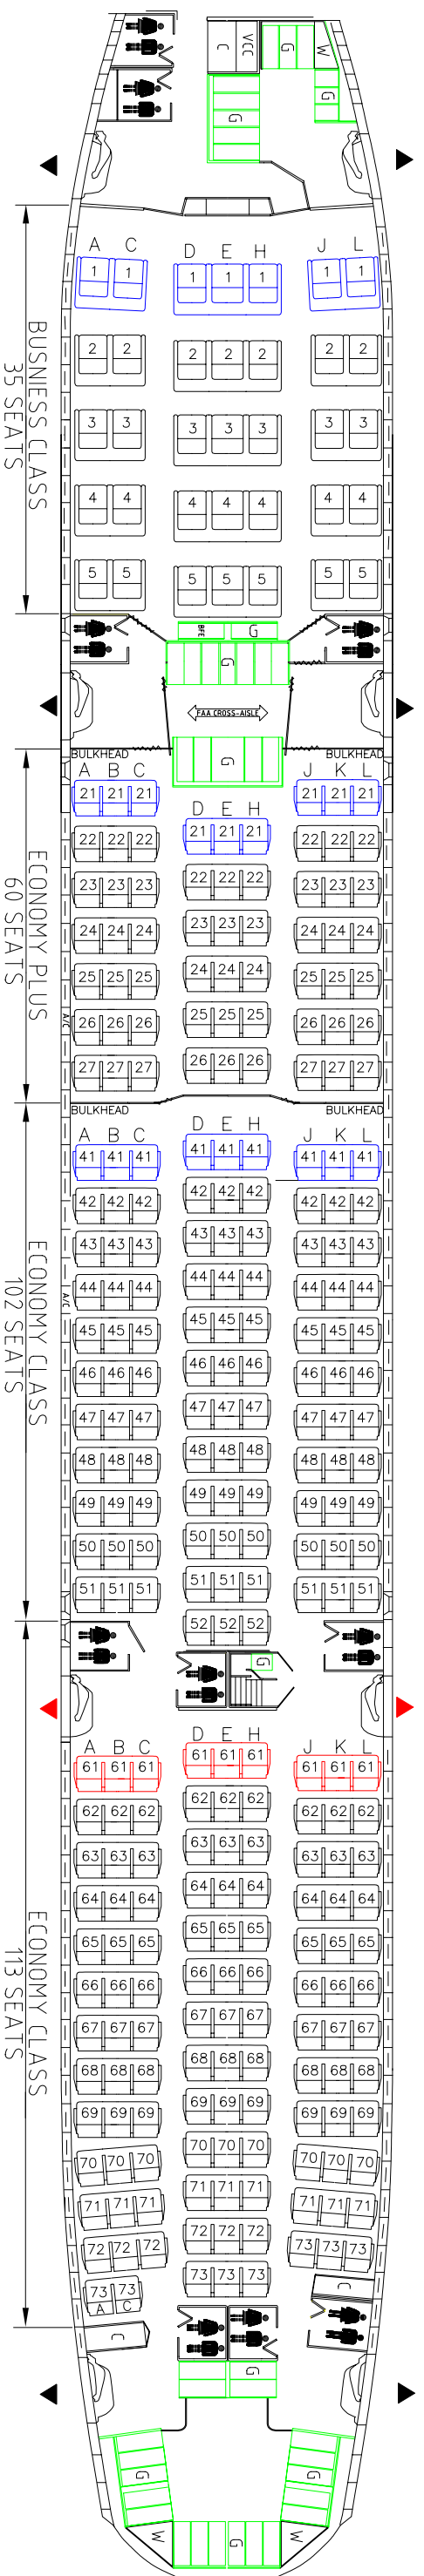 C VCC G W
G G
A C D E H J L
1 1 1 1 1 1 1
2 2 2 2 2 2 2
BUSNIESS CLASS
35 SEATS
3 3 3 3 3 3 3
4 4 4 4 4 4 4
5 5 5 5 5 5 5
BFE G
G
FAA CROSS-AISLE
G
BULKHEAD BULKHEAD
A B C D E H J K L
21 21 21 21 21 21 21 21 21
22 22 22 22 22 22 22 22 22
23 23 23 23 23 23 23 23 23
ECONOMY PLUS
60 SEATS
24 24 24 24 24 24 24 24 24
25 25 25 25 25 25 25 25 25
A/C
26 26 26 26 26 26 26 26 26
27 27 27 27 27 27
BULKHEAD BULKHEAD
A B C D E H J K L
41 41 41 41 41 41 41 41 41
42 42 42 42 42 42 42 42 42
43 43 43 43 43 43 43 43 43
ECONOMY CLASS
102 SEATS
44 44 44 44 44 44 44 44 44
A/C
45 45 45 45 45 45 45 45 45
46 46 46 46 46 46 46 46 46
47 47 47 47 47 47 47 47 47
48 48 48 48 48 48 48 48 48
49 49 49 49 49 49 49 49 49
50 50 50 50 50 50 50 50 50
51 51 51 51 51 51 51 51 51
52 52 52
G
A B C D E H J K L
61 61 61 61 61 61 61 61 61
62 62 62 62 62 62 62 62 62
63 63 63 63 63 63 63 63 63
64 64 64 64 64 64 64 64 64
65 65 65 65 65 65 65 65 65
ECONOMY CLASS
113 SEATS
66 66 66 66 66 66 66 66 66
67 67 67 67 67 67 67 67 67
68 68 68 68 68 68 68 68 68
69 69 69 69 69 69 69 69 69
70 70 70 70 70 70 70 70 70
71 71 71 71 71 71 71 71 71
72 72 72 72 72 72 73 73 73
73 73 73 73 73
A C C
C
G
G G
W G W